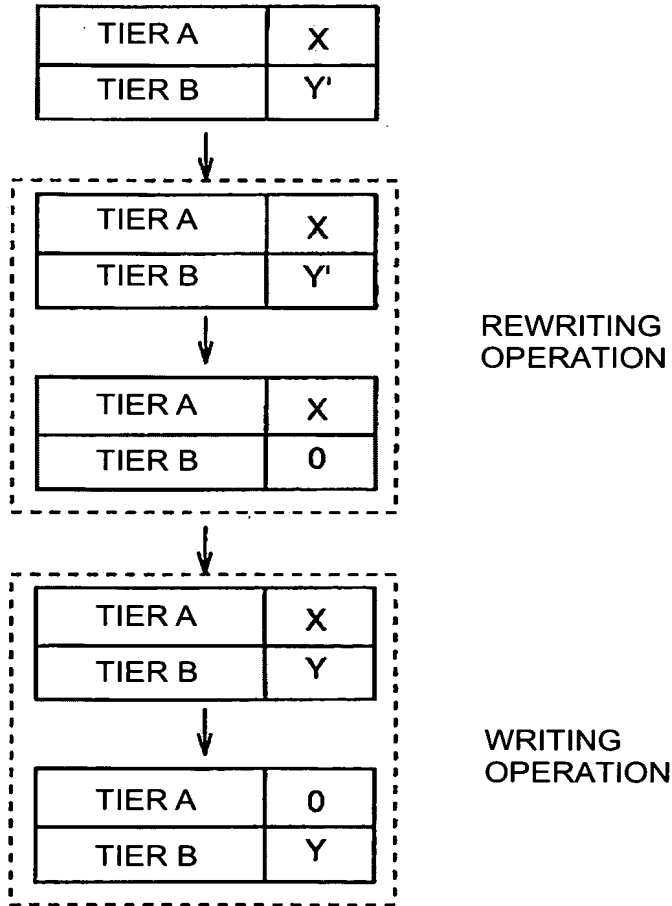 TIER A X
TIER B Y'
TIER A X
TIER B Y'
REWRITING
OPERATION
TIER A X
TIER B 0
TIER A X
TIER B Y
WRITING
OPERATION
TIER A 0
TIER B Y